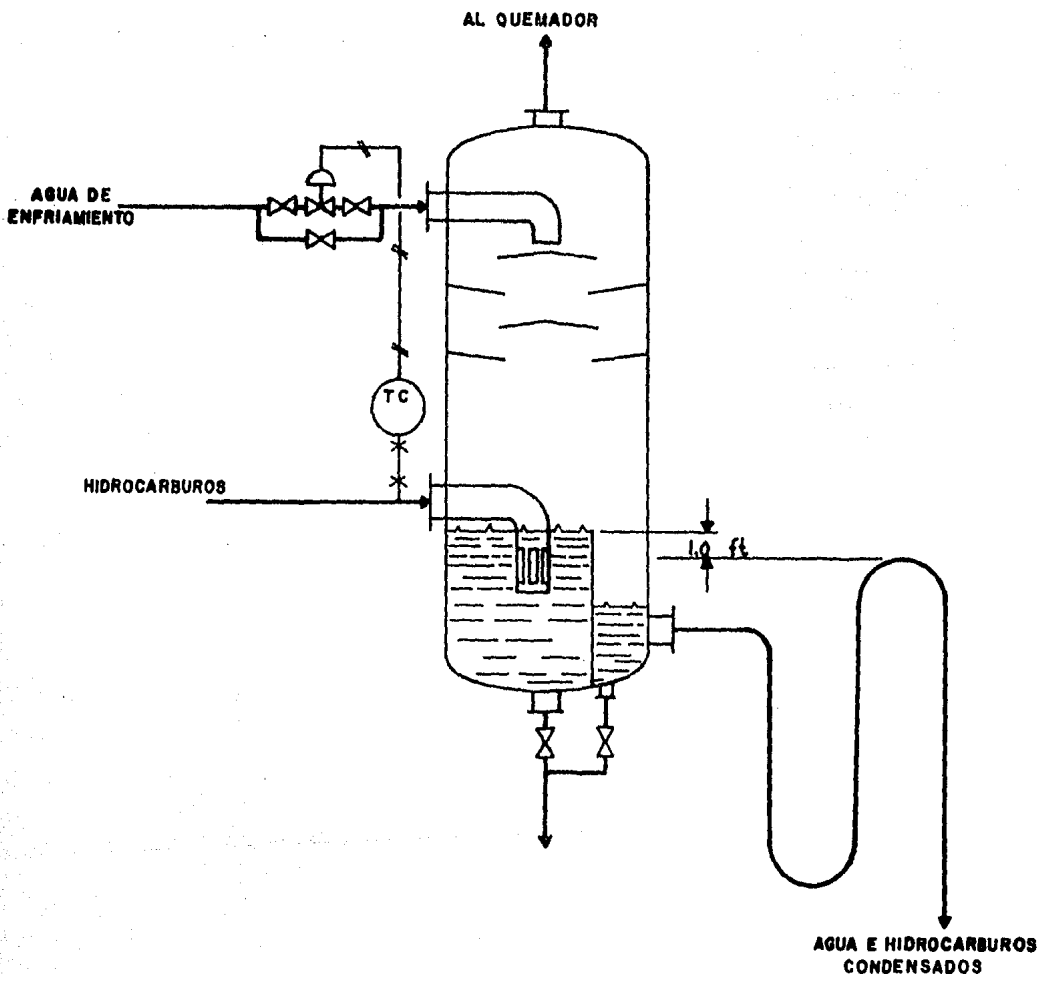 AL QUEMADOR
AGUA DE
ENFRIAMIENTO
TC
HIDROCARBUROS
1.0 ft
AGUA E HIDROCARBUROS
CONDENSADOS